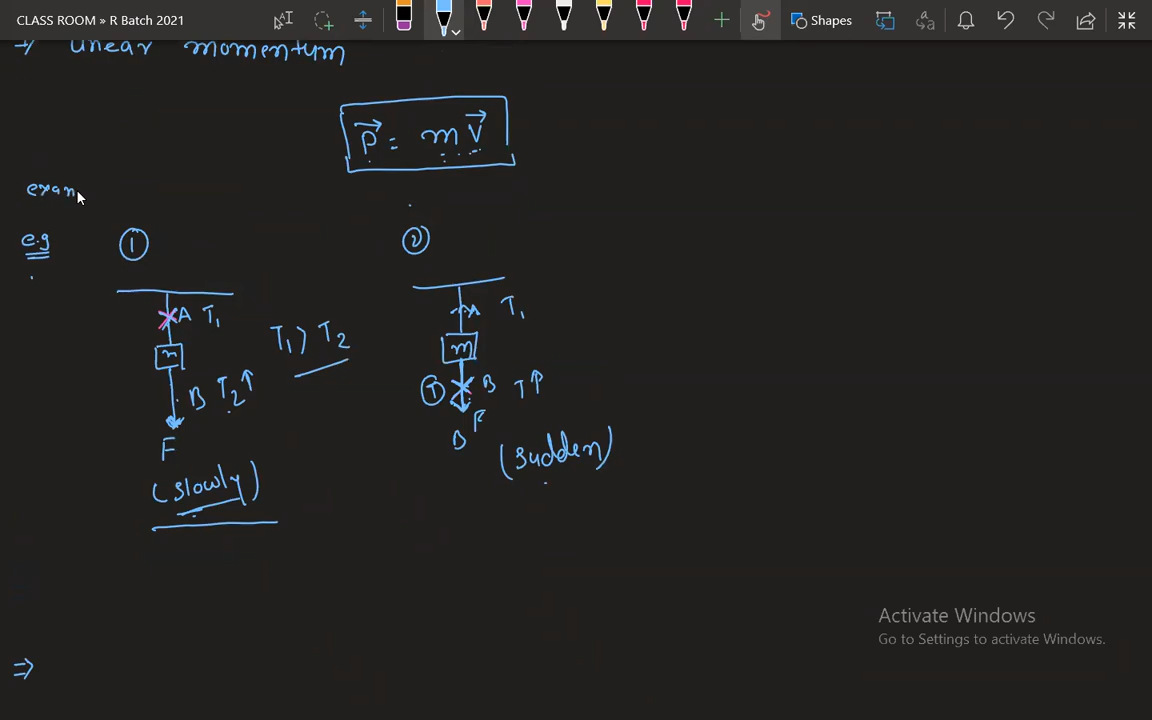 CLASS ROOM » R Batch 2021
Shapes
⇒ Linear momentum
P⃗ = m V⃗
exam
e.g ① ②
A T₁
T₁ > T₂
A T₁
m
m
B T₂↑
① B T↑
F
F
B
(slowly)
(sudden)
Activate Windows
Go to Settings to activate Windows.
⇒